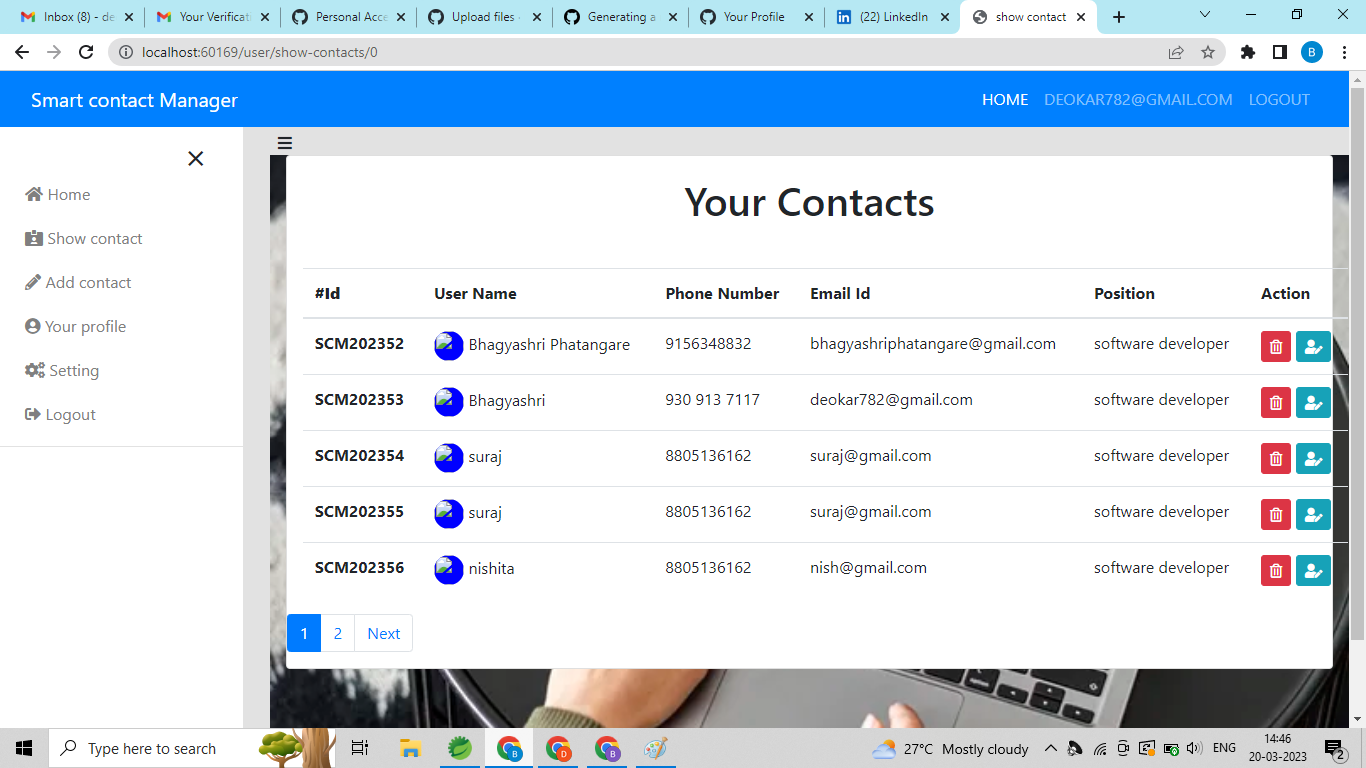 Inbox (8) - de
Your Verificat
Personal Acce
Upload files ·
Generating a
Your Profile
(22) LinkedIn
show contact
localhost:60169/user/show-contacts/0
B
Smart contact Manager
HOME
DEOKAR782@GMAIL.COM
LOGOUT
Home
Show contact
Add contact
Your profile
Setting
Logout
Your Contacts
#Id User Name Phone Number Email Id Position Action
SCM202352 Bhagyashri Phatangare 9156348832 bhagyashriphatangare@gmail.com software developer
SCM202353 Bhagyashri 930 913 7117 deokar782@gmail.com software developer
SCM202354 suraj 8805136162 suraj@gmail.com software developer
SCM202355 suraj 8805136162 suraj@gmail.com software developer
SCM202356 nishita 8805136162 nish@gmail.com software developer
1 2 Next
Type here to search
B
D
B
27°C Mostly cloudy
ENG
14:46
20-03-2023
2